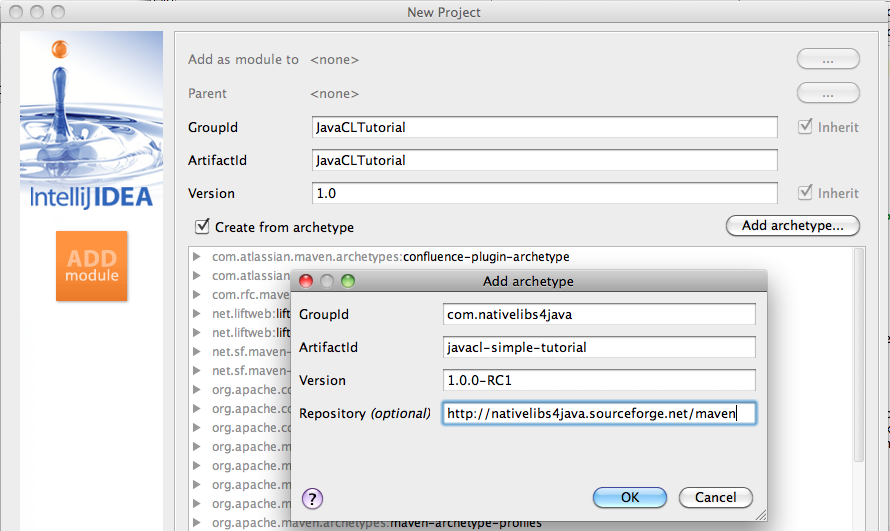 New Project
Add as module to <none> ...
Parent <none> ...
GroupId JavaCLTutorial Inherit
ArtifactId JavaCLTutorial
Version 1.0 Inherit
IntelliJ IDEA
Create from archetype Add archetype...
ADD
module
com.atlassian.maven.archetypes:confluence-plugin-archetype
com.atlassian
com.rfc.mave
net.liftweb:lift
net.liftweb:lift
net.sf.maven-
net.sf.maven-
org.apache.co
org.apache.co
org.apache.co
org.apache.m
org.apache.m
org.apache.m
org.apache.m
org.apache.maven.archetypes:maven-archetype-profiles
Add archetype
GroupId com.nativelibs4java
ArtifactId javacl-simple-tutorial
Version 1.0.0-RC1
Repository (optional) http://nativelibs4java.sourceforge.net/maven
? OK Cancel